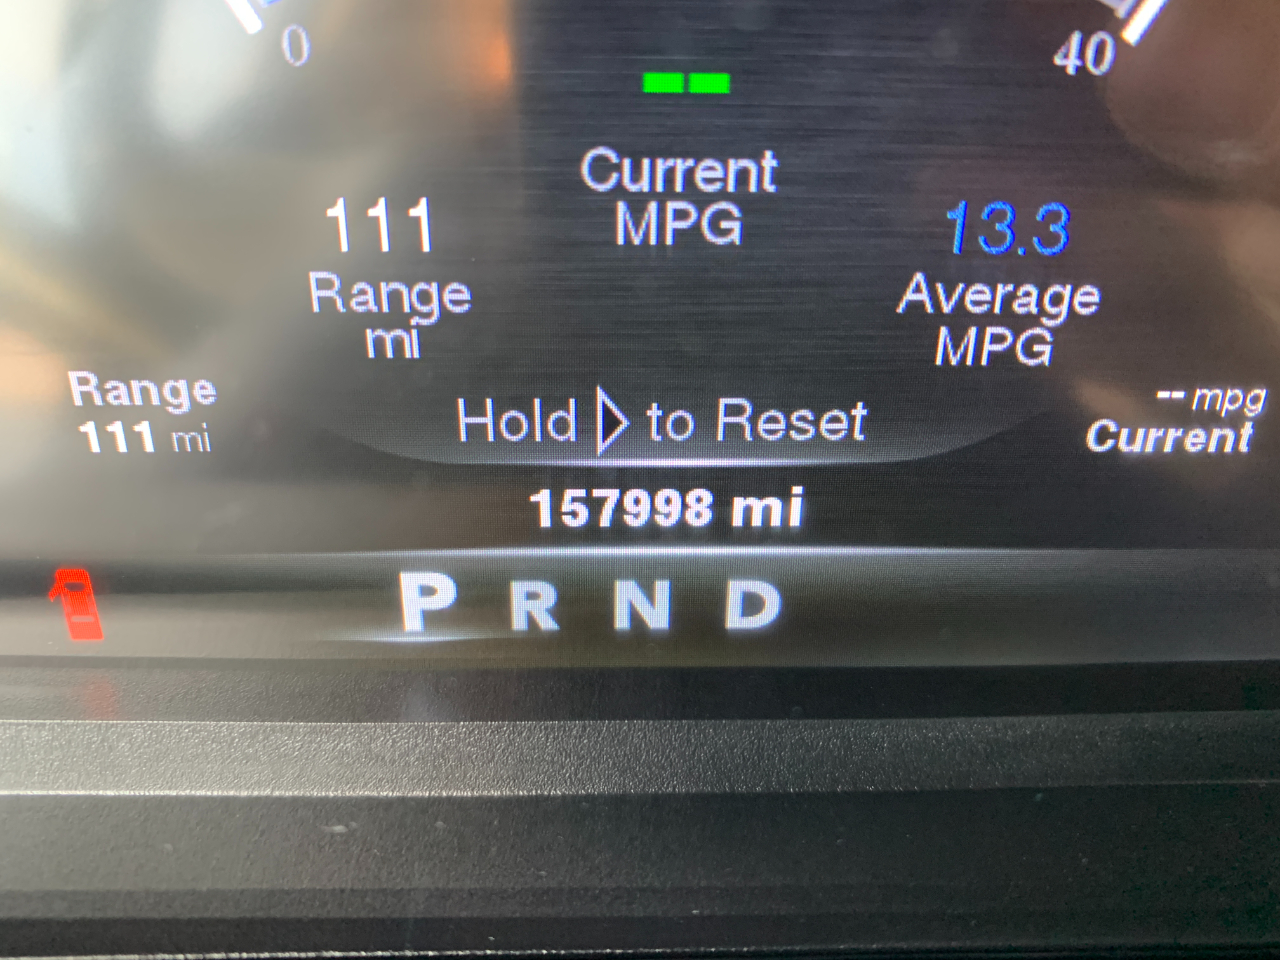 0
40
Current
MPG
111
Range
mi
13.3
Average
MPG
Range
111 mi
-- mpg
Current
Hold ▷ to Reset
157998 mi
P R N D